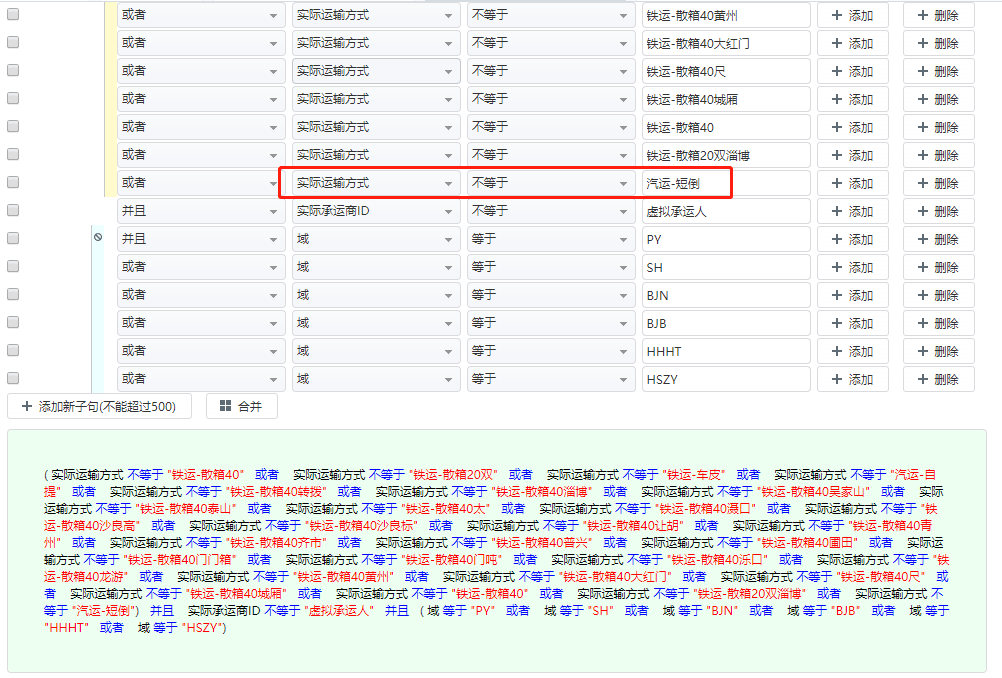 或者 实际运输方式 不等于 铁运-散箱40黄州 添加 删除
或者 实际运输方式 不等于 铁运-散箱40大红门 添加 删除
或者 实际运输方式 不等于 铁运-散箱40尺 添加 删除
或者 实际运输方式 不等于 铁运-散箱40城厢 添加 删除
或者 实际运输方式 不等于 铁运-散箱40 添加 删除
或者 实际运输方式 不等于 铁运-散箱20双淄博 添加 删除
或者 实际运输方式 不等于 汽运-短倒 添加 删除
并且 实际承运商ID 不等于 虚拟承运人 添加 删除
并且 域 等于 PY 添加 删除
或者 域 等于 SH 添加 删除
或者 域 等于 BJN 添加 删除
或者 域 等于 BJB 添加 删除
或者 域 等于 HHHT 添加 删除
或者 域 等于 HSZY 添加 删除
添加新子句(不能超过500) 合并
( 实际运输方式 不等于 "铁运-散箱40" 或者 实际运输方式 不等于 "铁运-散箱20双" 或者 实际运输方式 不等于 "铁运-车皮" 或者 实际运输方式 不等于 "汽运-自
提" 或者 实际运输方式 不等于 "铁运-散箱40转拨" 或者 实际运输方式 不等于 "铁运-散箱40淄博" 或者 实际运输方式 不等于 "铁运-散箱40吴家山" 或者 实际
运输方式 不等于 "铁运-散箱40泰山" 或者 实际运输方式 不等于 "铁运-散箱40大" 或者 实际运输方式 不等于 "铁运-散箱40滠口" 或者 实际运输方式 不等于 "铁
运-散箱40沙良高" 或者 实际运输方式 不等于 "铁运-散箱40沙良标" 或者 实际运输方式 不等于 "铁运-散箱40让胡" 或者 实际运输方式 不等于 "铁运-散箱40青
州" 或者 实际运输方式 不等于 "铁运-散箱40齐市" 或者 实际运输方式 不等于 "铁运-散箱40普兴" 或者 实际运输方式 不等于 "铁运-散箱40圃田" 或者 实际运
输方式 不等于 "铁运-散箱40门门箱" 或者 实际运输方式 不等于 "铁运-散箱40门吨" 或者 实际运输方式 不等于 "铁运-散箱40泺口" 或者 实际运输方式 不等于 "铁
运-散箱40龙游" 或者 实际运输方式 不等于 "铁运-散箱40黄州" 或者 实际运输方式 不等于 "铁运-散箱40大红门" 或者 实际运输方式 不等于 "铁运-散箱40尺" 或
者 实际运输方式 不等于 "铁运-散箱40城厢" 或者 实际运输方式 不等于 "铁运-散箱40" 或者 实际运输方式 不等于 "铁运-散箱20双淄博" 或者 实际运输方式 不
等于 "汽运-短倒") 并且 实际承运商ID 不等于 "虚拟承运人" 并且 ( 域 等于 "PY" 或者 域 等于 "SH" 或者 域 等于 "BJN" 或者 域 等于 "BJB" 或者 域 等于
"HHHT" 或者 域 等于 "HSZY")